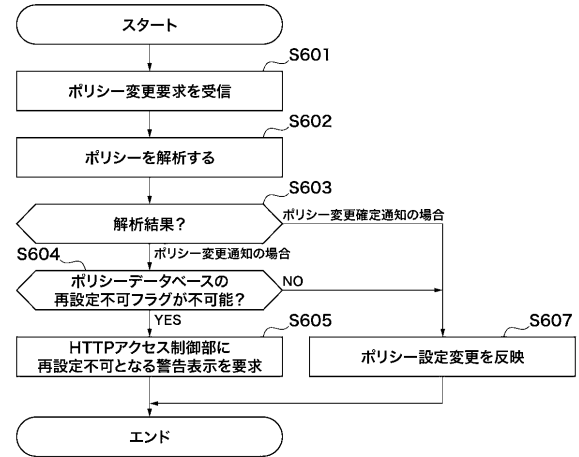 スタート
S601
ポリシー変更要求を受信
S602
ポリシーを解析する
S603
解析結果？
ポリシー変更確定通知の場合
ポリシー変更通知の場合
S604
ポリシーデータベースの
再設定不可フラグが不可能？
NO
YES
S605
HTTPアクセス制御部に
再設定不可となる警告表示を要求
S607
ポリシー設定変更を反映
エンド